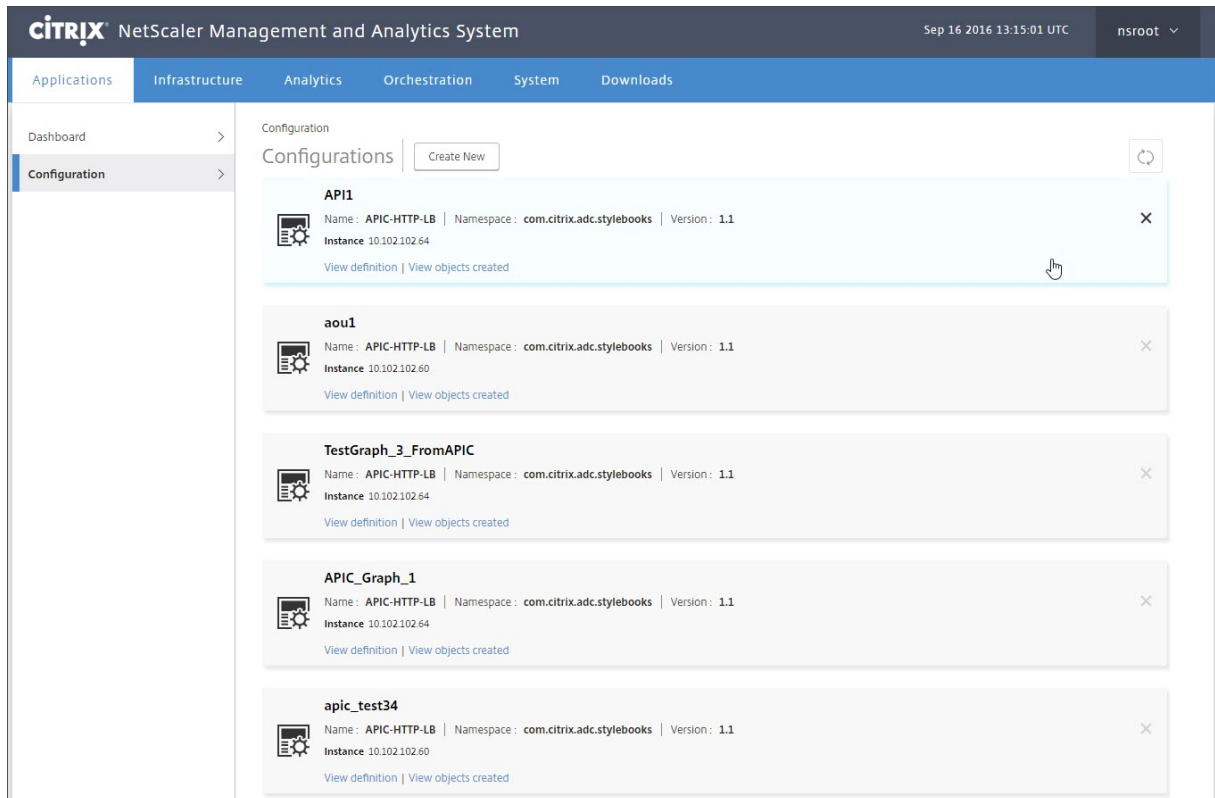 CİTRIX® NetScaler Management and Analytics System Sep 16 2016 13:15:01 UTC nsroot
Applications Infrastructure Analytics Orchestration System Downloads
Dashboard
Configuration
Configuration
Configurations Create New
API1
Name : APIC-HTTP-LB | Namespace : com.citrix.adc.stylebooks | Version : 1.1
Instance 10.102.102.64
View definition | View objects created
aou1
Name : APIC-HTTP-LB | Namespace : com.citrix.adc.stylebooks | Version : 1.1
Instance 10.102.102.60
View definition | View objects created
TestGraph_3_FromAPIC
Name : APIC-HTTP-LB | Namespace : com.citrix.adc.stylebooks | Version : 1.1
Instance 10.102.102.64
View definition | View objects created
APIC_Graph_1
Name : APIC-HTTP-LB | Namespace : com.citrix.adc.stylebooks | Version : 1.1
Instance 10.102.102.64
View definition | View objects created
apic_test34
Name : APIC-HTTP-LB | Namespace : com.citrix.adc.stylebooks | Version : 1.1
Instance 10.102.102.60
View definition | View objects created